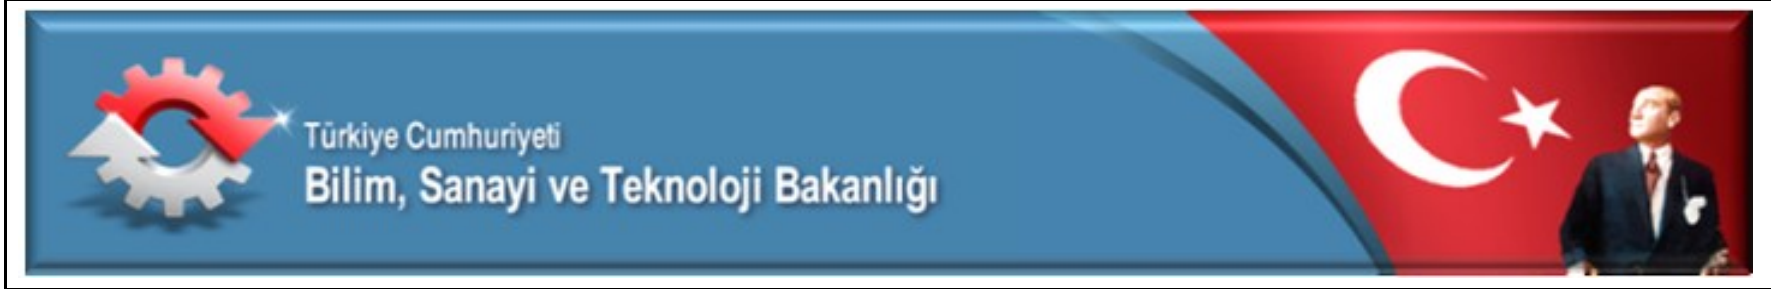 Türkiye Cumhuriyeti
Bilim, Sanayi ve Teknoloji Bakanlığı